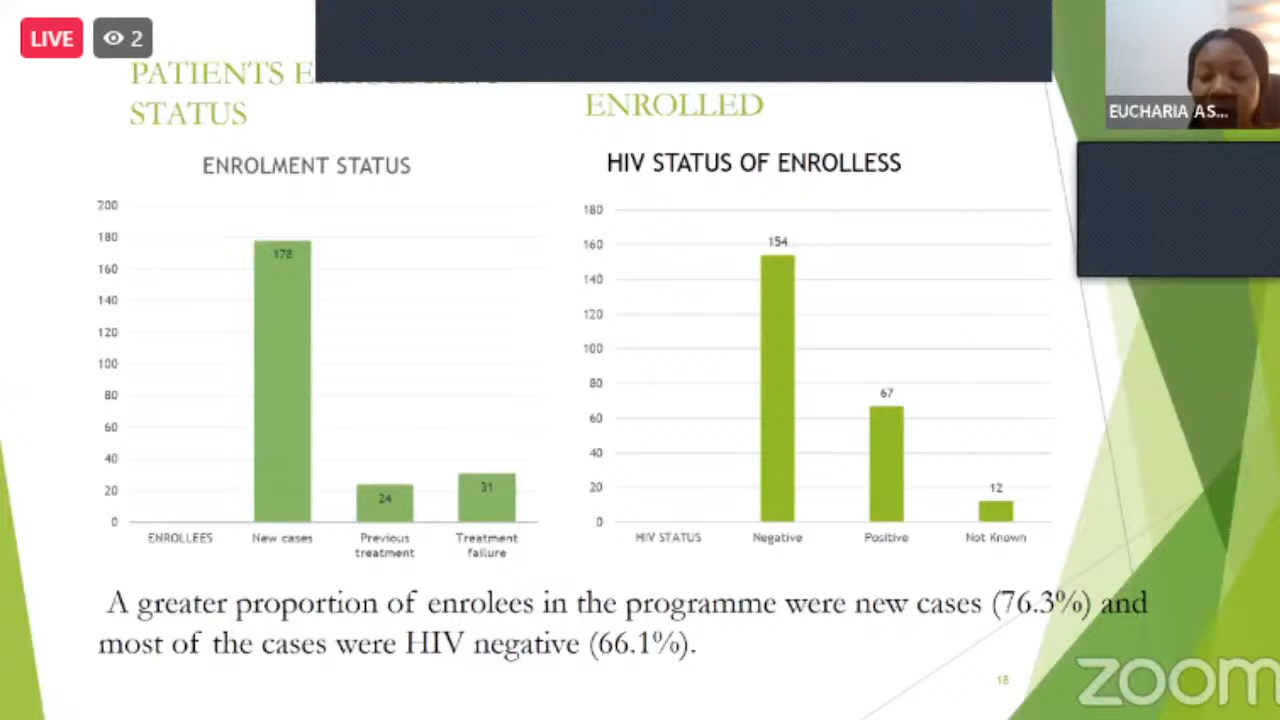 LIVE
2
PATIENTS
STATUS
ENROLLED
EUCHARIA AS...
ENROLMENT STATUS
200
180
160
140
120
100
80
60
40
20
0
178
24
31
ENROLLEES
New cases
Previous
treatment
Treatment
failure
HIV STATUS OF ENROLLESS
180
160
140
120
100
80
60
40
20
0
154
67
12
HIV STATUS
Negative
Positive
Not Known
A greater proportion of enrolees in the programme were new cases (76.3%) and
most of the cases were HIV negative (66.1%).
18
zoom